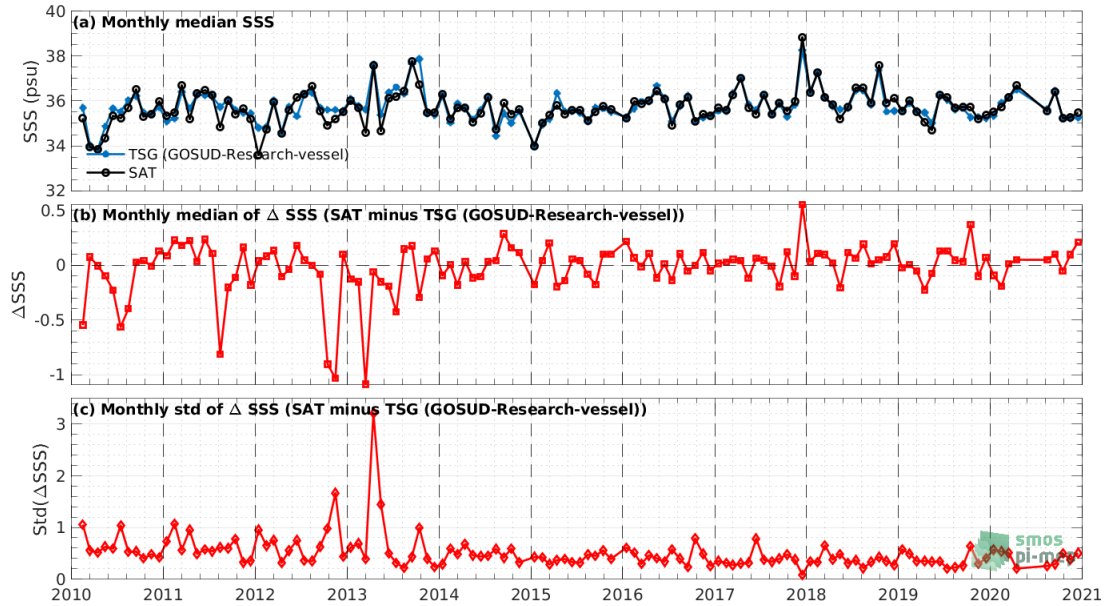 (a) Monthly median SSS
40
38
36
34
32
SSS (psu)
TSG (GOSUD-Research-vessel)
SAT
(b) Monthly median of Δ SSS (SAT minus TSG (GOSUD-Research-vessel))
0.5
0
-0.5
-1
ΔSSS
(c) Monthly std of Δ SSS (SAT minus TSG (GOSUD-Research-vessel))
3
2
1
0
Std(ΔSSS)
smos
pi-mep
2010 2011 2012 2013 2014 2015 2016 2017 2018 2019 2020 2021